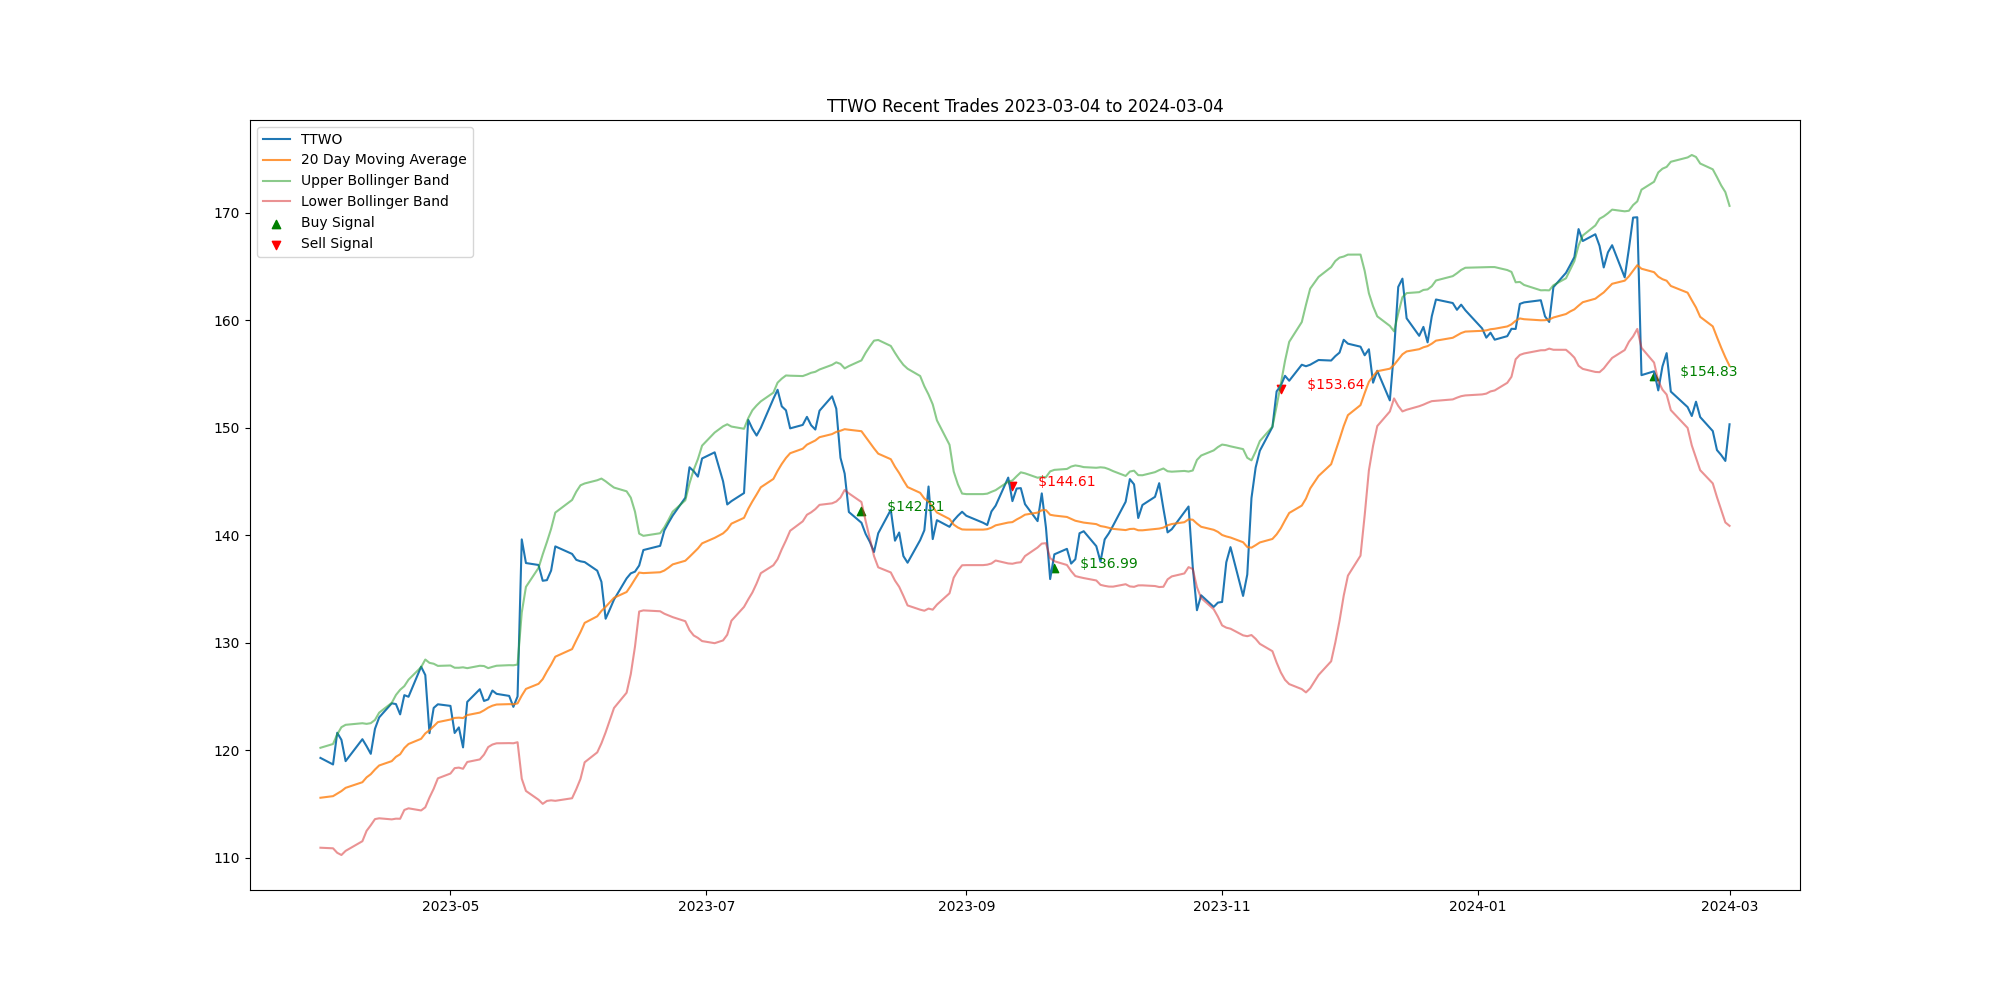 TTWO Recent Trades 2023-03-04 to 2024-03-04
TTWO
20 Day Moving Average
Upper Bollinger Band
Lower Bollinger Band
Buy Signal
Sell Signal
170
160
150
140
130
120
110
$154.83
$153.64
$144.61
$142.31
$136.99
2023-05
2023-07
2023-09
2023-11
2024-01
2024-03